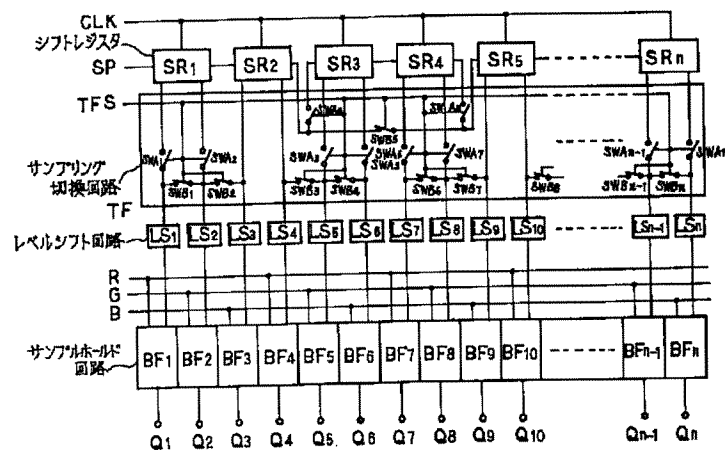 CLK
シフトレジスタ
SP
SR1 SR2 SR3 SR4 SR5 SRn
TFS
SWB5
SWA1 SWA2 SWA3 SWA7 SWAn-1
サンプリング
切換回路
SWB1 SWB2 SWB3 SWB4 SWB6 SWB7 SWB8 SWBn-1 SWBn
TF
レベルシフト回路
LS1 LS2 LS3 LS4 LS5 LS6 LS7 LS8 LS9 LS10 LSn-1 LSn
R
G
B
サンプルホールド
回路
BF1 BF2 BF3 BF4 BF5 BF6 BF7 BF8 BF9 BF10 BFn-1 BFn
Q1 Q2 Q3 Q4 Q5 Q6 Q7 Q8 Q9 Q10 Qn-1 Qn